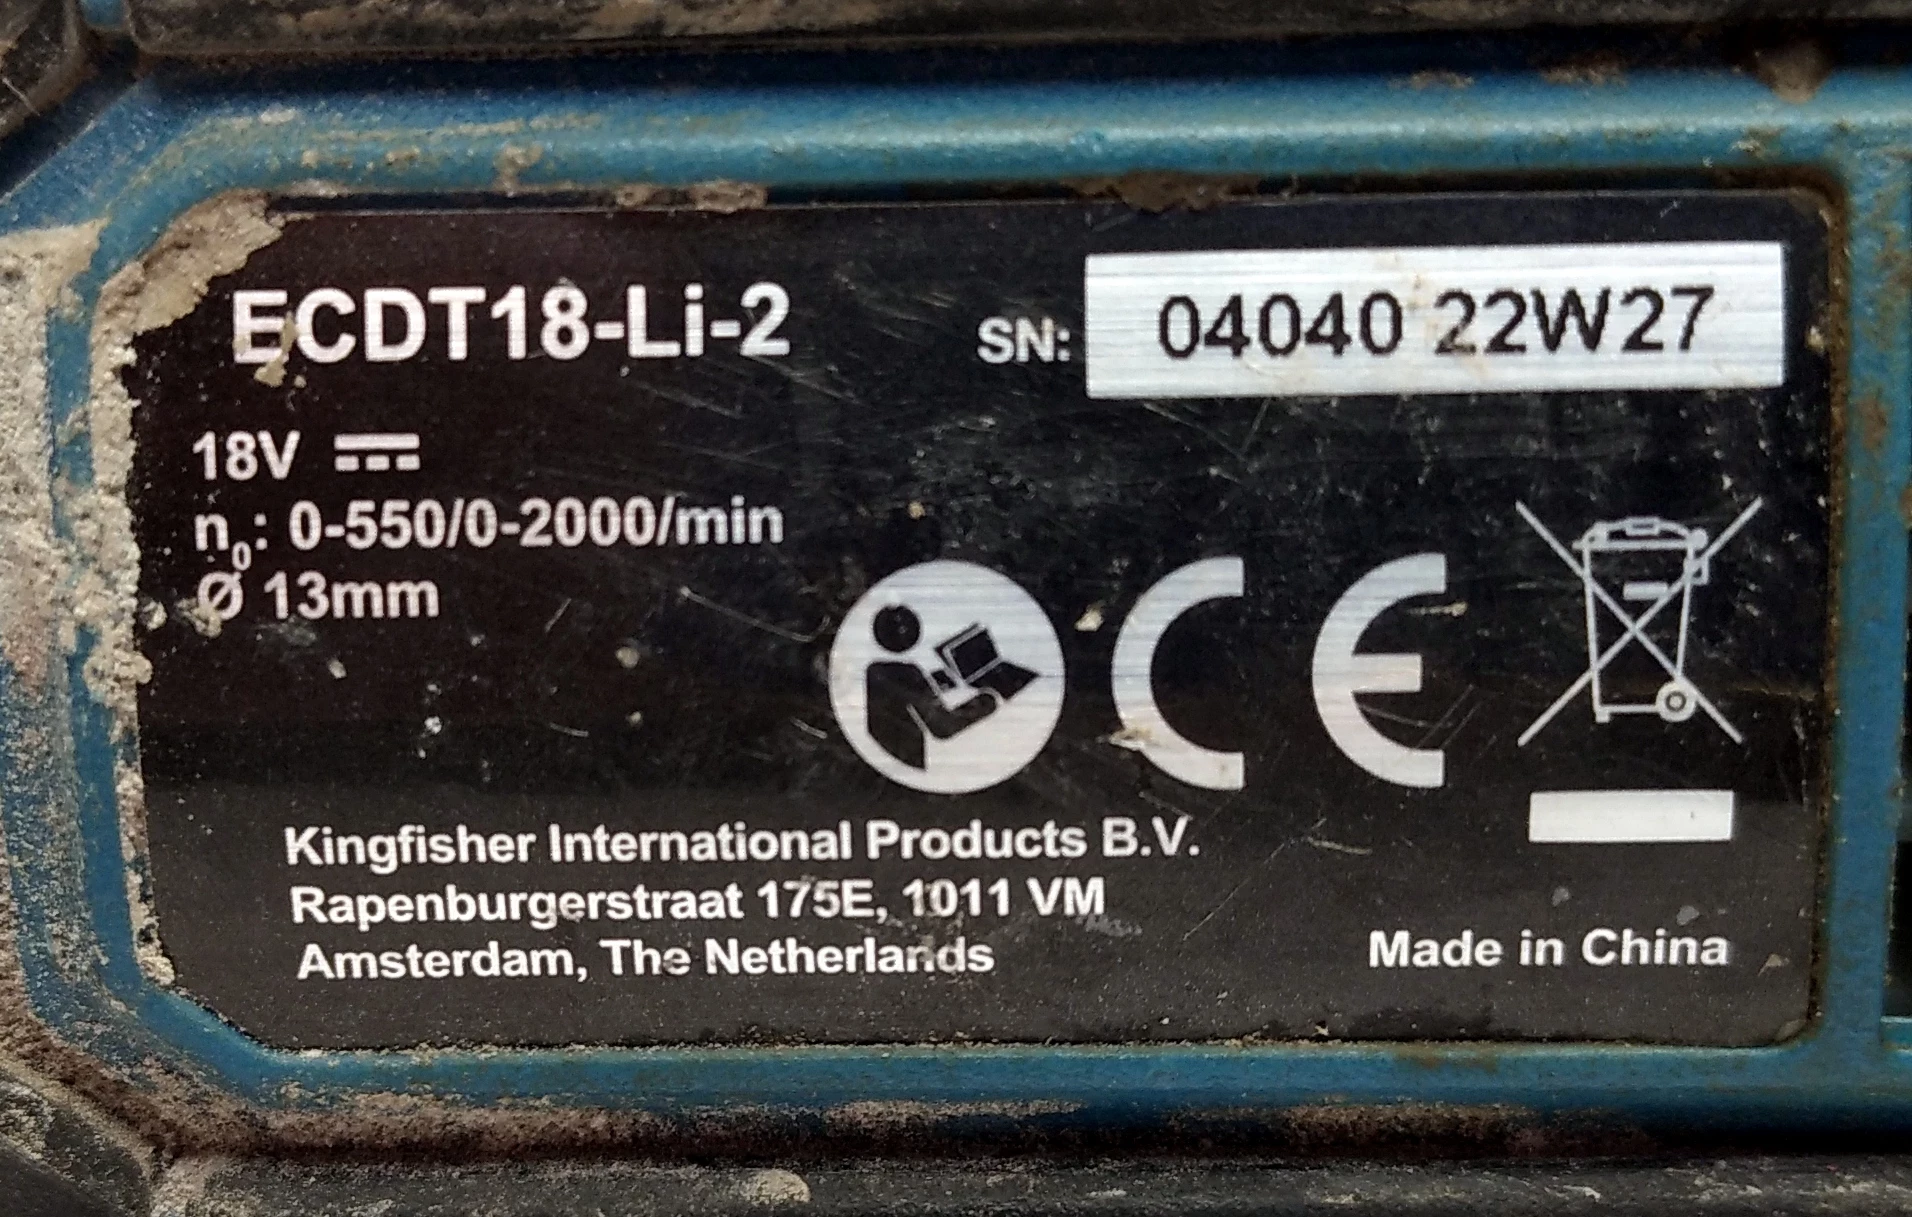 ECDT18-Li-2
SN: 04040 22W27
18V
n₀: 0-550/0-2000/min
Ø 13mm
CE
Kingfisher International Products B.V.
Rapenburgerstraat 175E, 1011 VM
Amsterdam, The Netherlands
Made in China